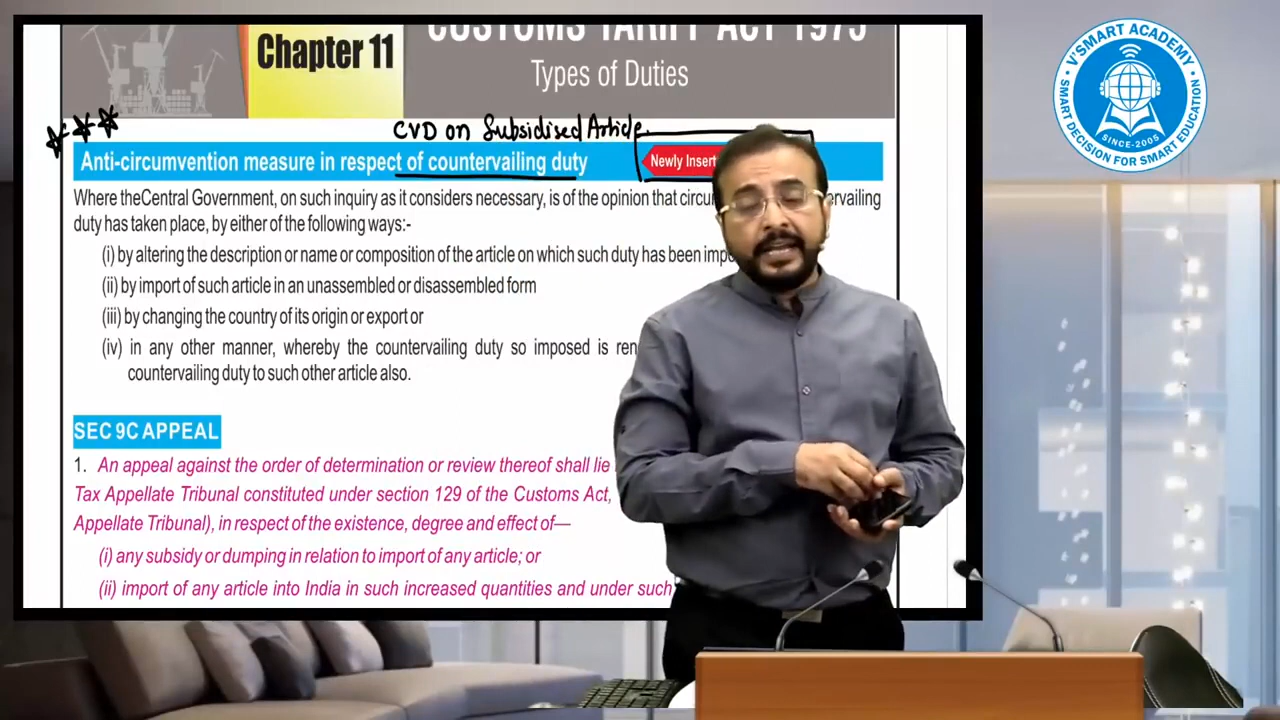 CUSTOMS TARIFF ACT 1975
Chapter 11
Types of Duties
CVD on Subsidised Article.
Anti-circumvention measure in respect of countervailing duty
Newly Insert
Where theCentral Government, on such inquiry as it considers necessary, is of the opinion that circu ervailing
duty has taken place, by either of the following ways:-
(i) by altering the description or name or composition of the article on which such duty has been imp
(ii) by import of such article in an unassembled or disassembled form
(iii) by changing the country of its origin or export or
(iv) in any other manner, whereby the countervailing duty so imposed is ren
countervailing duty to such other article also.
SEC 9C APPEAL
1. An appeal against the order of determination or review thereof shall lie
Tax Appellate Tribunal constituted under section 129 of the Customs Act,
Appellate Tribunal), in respect of the existence, degree and effect of—
(i) any subsidy or dumping in relation to import of any article; or
(ii) import of any article into India in such increased quantities and under such
V'SMART ACADEMY
SINCE-2005
SMART DECISION FOR SMART EDUCATION